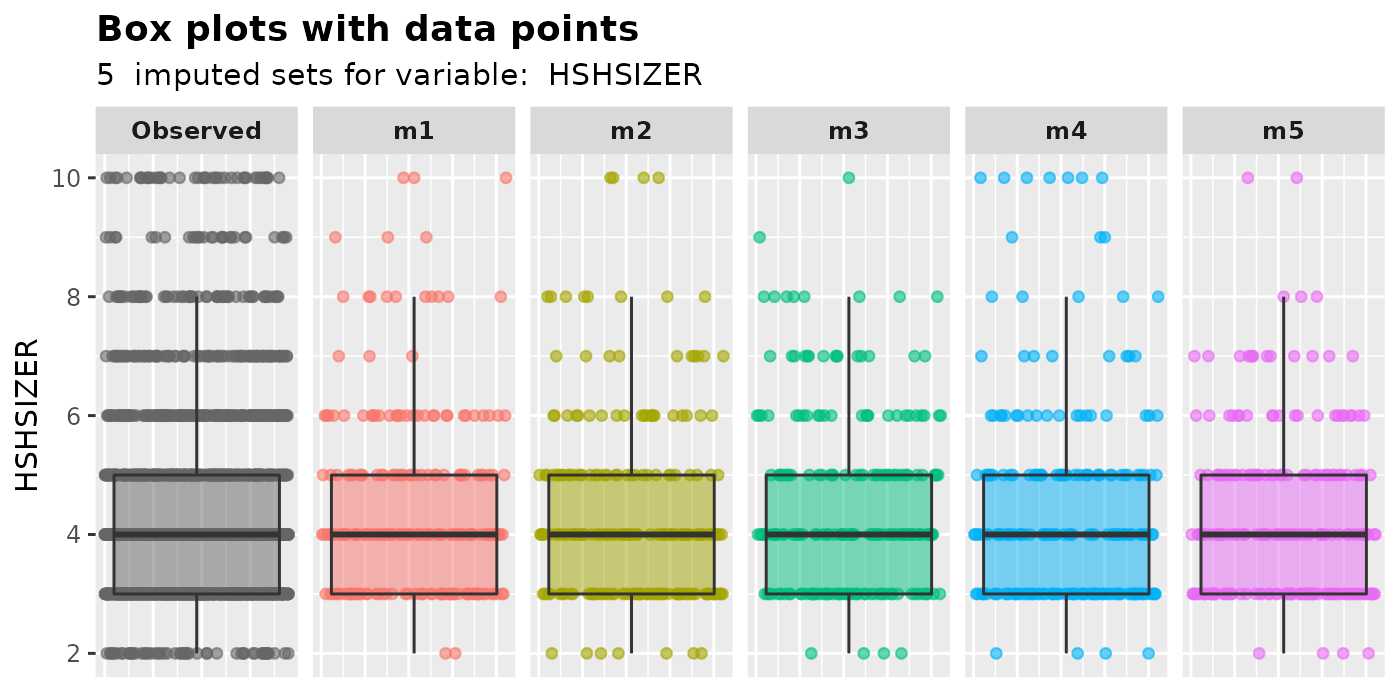 Box plots with data points
5  imputed sets for variable:  HSHSIZER
Observed
m1
m2
m3
m4
m5
HSHSIZER
10
8
6
4
2